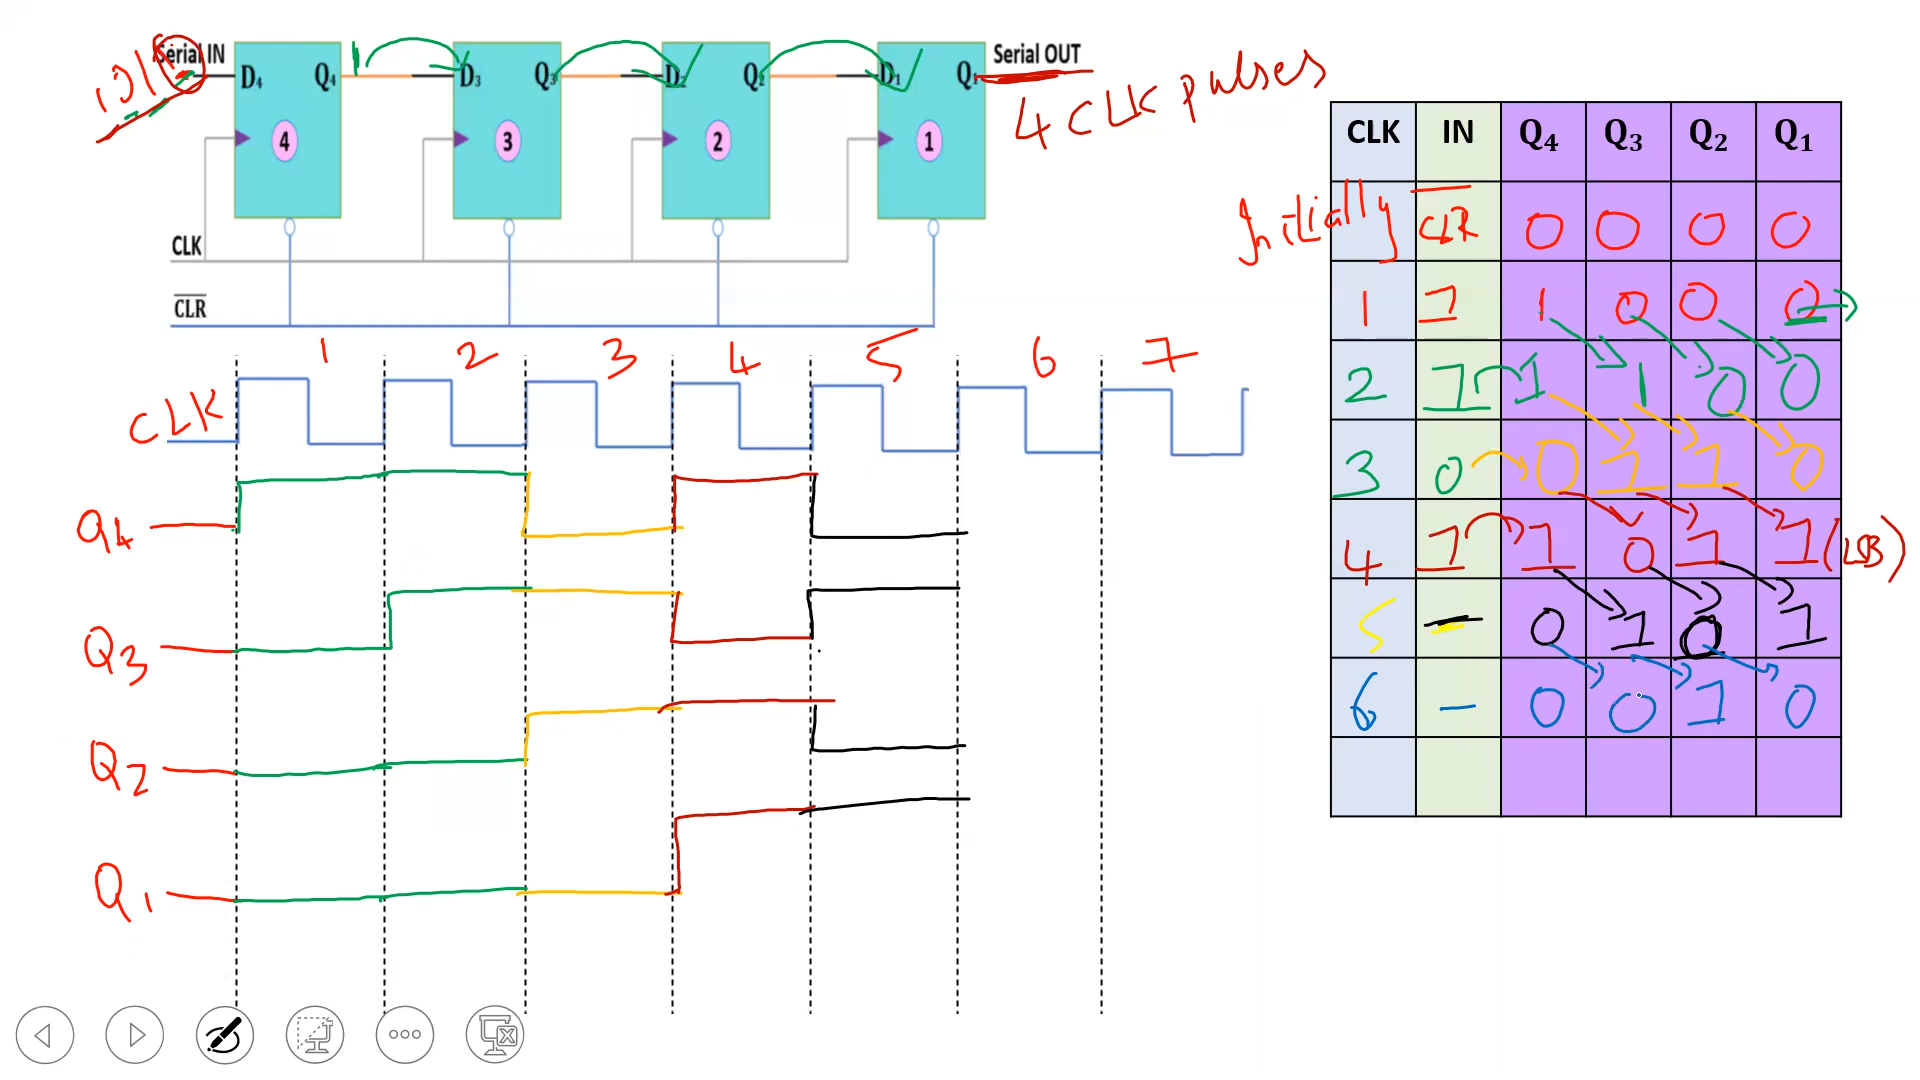 Serial IN
1011
D4 Q4 D3 Q3 D2 Q2 D1 Q1
Serial OUT
4 CLK pulses
4 3 2 1
CLK
CLR
1 2 3 4 5 6 7
CLK
Q4
Q3
Q2
Q1
CLK IN Q4 Q3 Q2 Q1
Initially CLR 0 0 0 0
1 1 1 0 0 0
2 1 1 1 0 0
3 0 0 1 1 0
4 1 1 0 1 1 (LSB)
5 – 0 1 0 1
6 – 0 0 1 0